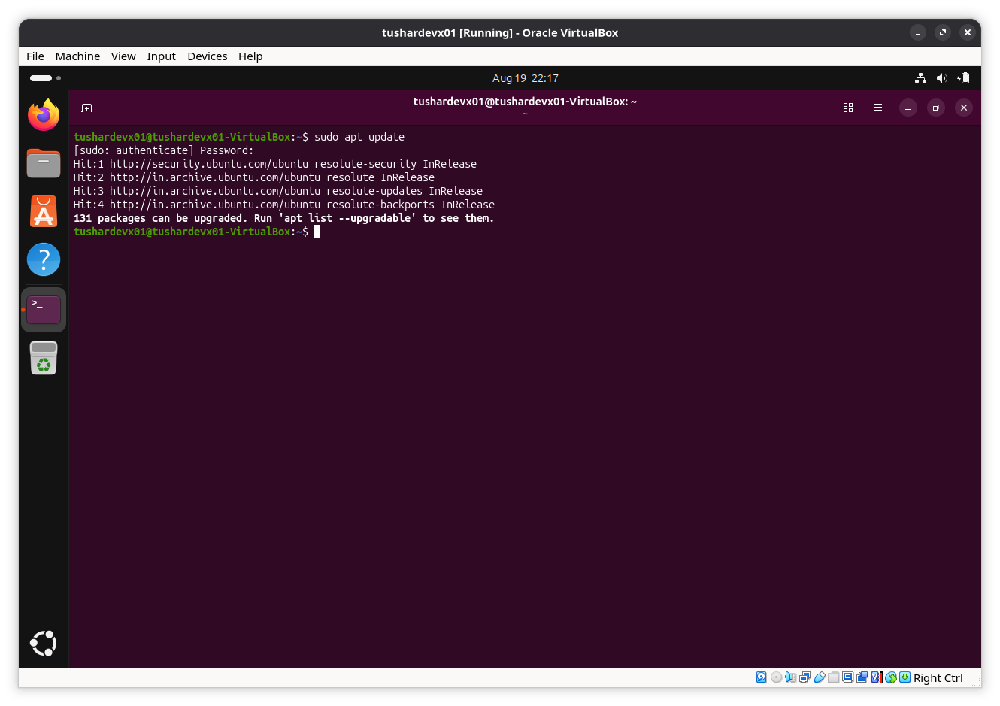 tushardevx01 [Running] - Oracle VirtualBox
File Machine View Input Devices Help
Aug 19 22:17
tushardevx01@tushardevx01-VirtualBox: ~
~
tushardevx01@tushardevx01-VirtualBox:~$ sudo apt update
[sudo: authenticate] Password:
Hit:1 http://security.ubuntu.com/ubuntu resolute-security InRelease
Hit:2 http://in.archive.ubuntu.com/ubuntu resolute InRelease
Hit:3 http://in.archive.ubuntu.com/ubuntu resolute-updates InRelease
Hit:4 http://in.archive.ubuntu.com/ubuntu resolute-backports InRelease
131 packages can be upgraded. Run 'apt list --upgradable' to see them.
tushardevx01@tushardevx01-VirtualBox:~$
Right Ctrl